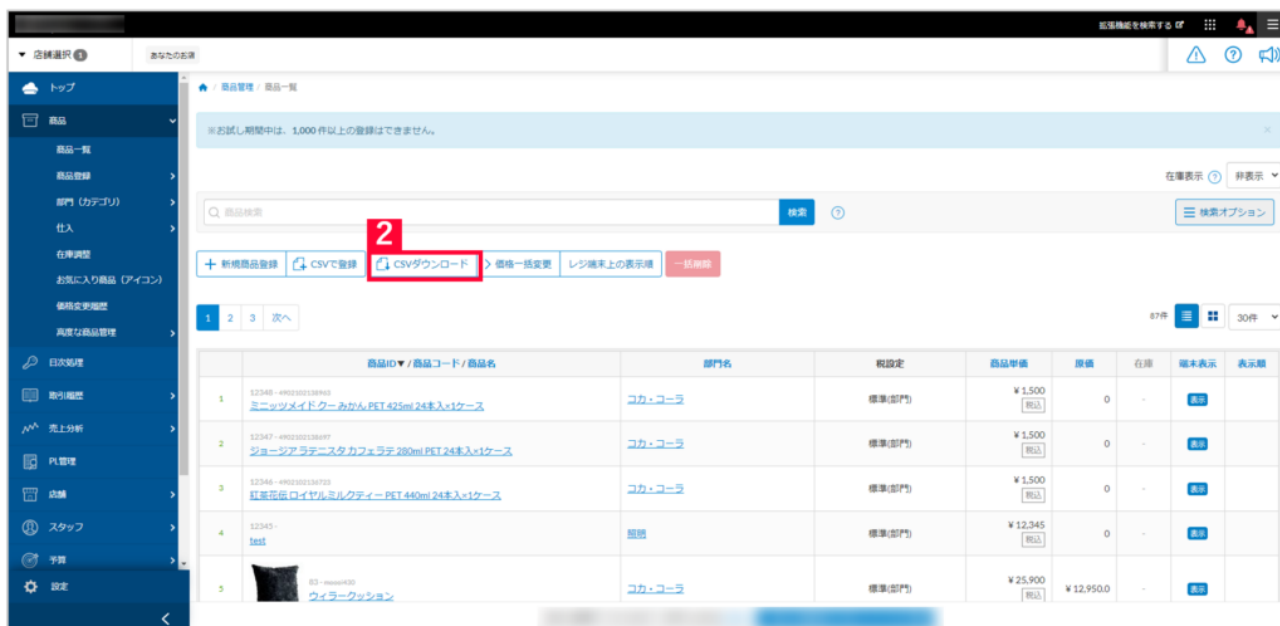 拡張機能を検索する
店舗選択 1 あなたのお店
トップ
商品
商品一覧
商品登録
部門（カテゴリ）
仕入
在庫調整
お気に入り商品（アイコン）
価格変更履歴
高度な商品管理
日次処理
取引履歴
売上分析
PL管理
店舗
スタッフ
予算
設定
/ 商品管理 / 商品一覧
※お試し期間中は、1,000件以上の登録はできません。
在庫表示 ? 非表示
商品検索 検索 ? 検索オプション
2
新規商品登録 CSVで登録 CSVダウンロード 価格一括変更 レジ端末上の表示順 一括削除
1 2 3 次へ 87件 30件
商品ID▼ / 商品コード / 商品名 部門名 税設定 商品単価 原価 在庫 端末表示 表示順
12348 - 4902102138963
1 ミニッツメイド クー みかん PET 425ml 24本入×1ケース コカ・コーラ 標準(部門) ¥ 1,500 税込 0 - 表示
12347 - 4902102138697
2 ジョージア ラテニスタ カフェラテ 280ml PET 24本入×1ケース コカ・コーラ 標準(部門) ¥ 1,500 税込 0 - 表示
12346 - 4902102136723
3 紅茶花伝 ロイヤルミルクティー PET 440ml 24本入×1ケース コカ・コーラ 標準(部門) ¥ 1,500 税込 0 - 表示
12345 -
4 test 照明 標準(部門) ¥ 12,345 税込 0 - 表示
83 -
5 ウィラークッション コカ・コーラ 標準(部門) ¥ 25,900 税込 ¥ 12,950.0 - 表示